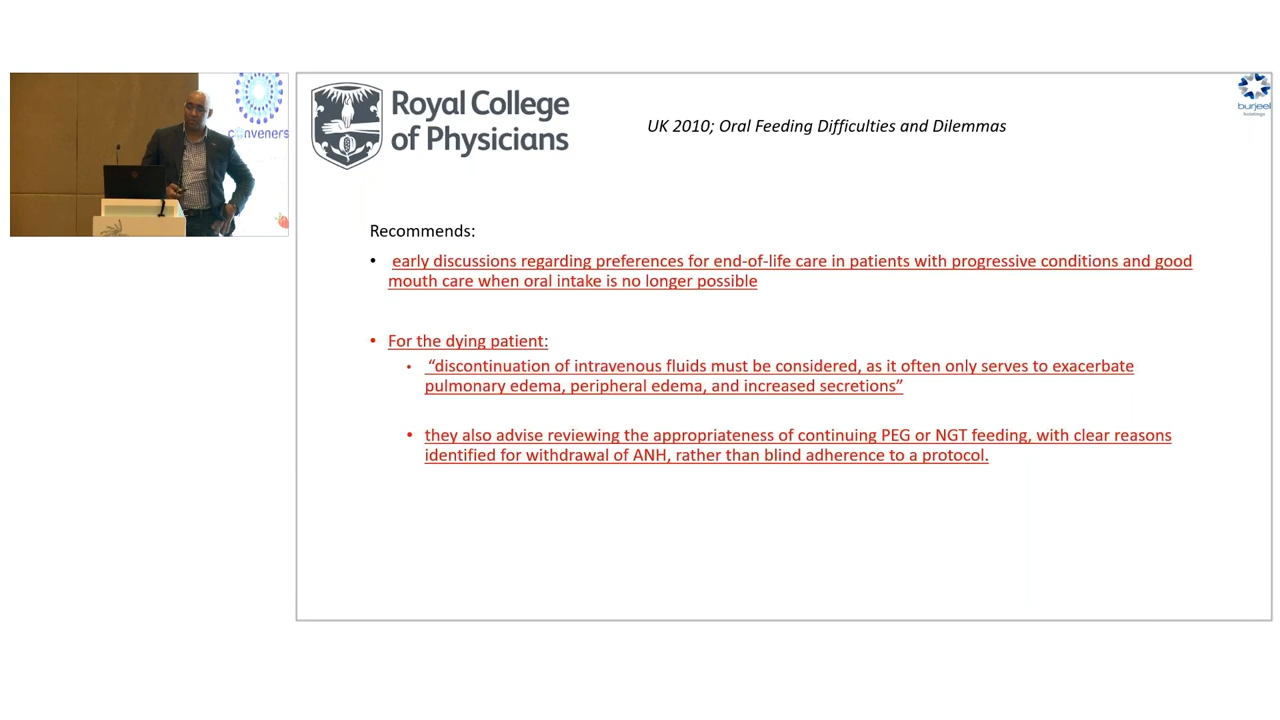 conveners
Royal College
of Physicians
UK 2010; Oral Feeding Difficulties and Dilemmas
burjeel
holdings
Recommends:
• early discussions regarding preferences for end-of-life care in patients with progressive conditions and good
mouth care when oral intake is no longer possible
• For the dying patient:
• “discontinuation of intravenous fluids must be considered, as it often only serves to exacerbate
pulmonary edema, peripheral edema, and increased secretions”
• they also advise reviewing the appropriateness of continuing PEG or NGT feeding, with clear reasons
identified for withdrawal of ANH, rather than blind adherence to a protocol.